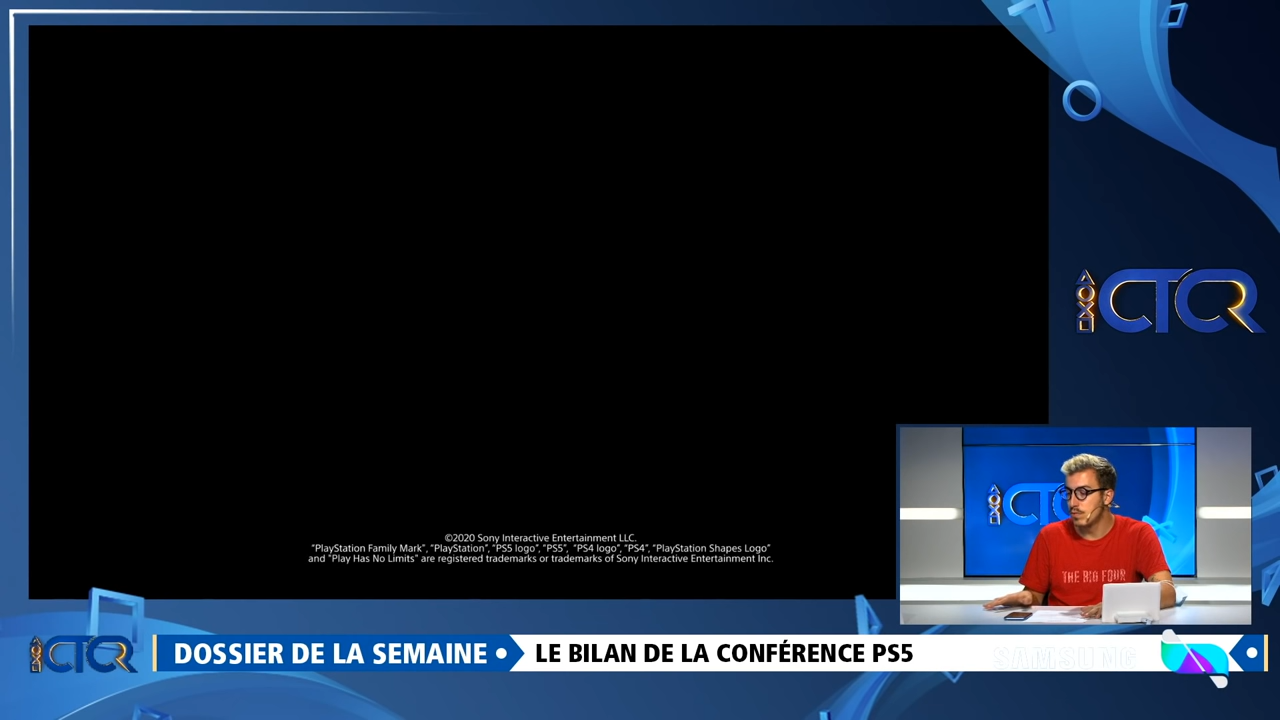 CTCR
©2020 Sony Interactive Entertainment LLC.
"PlayStation Family Mark", "PlayStation", "PS5 logo", "PS5", "PS4 logo", "PS4", "PlayStation Shapes Logo"
and "Play Has No Limits" are registered trademarks or trademarks of Sony Interactive Entertainment Inc.
THE BIG FOUR
CTCR
DOSSIER DE LA SEMAINE
LE BILAN DE LA CONFÉRENCE PS5
SAMSUNG